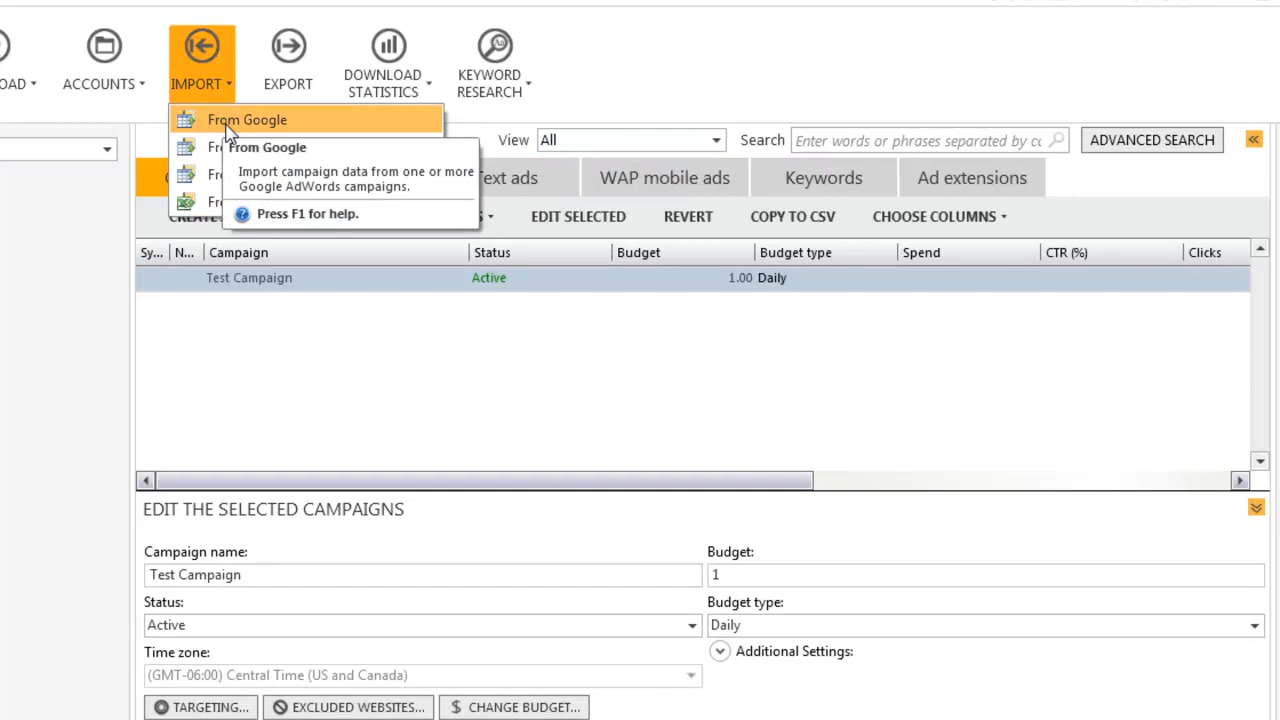 OAD
ACCOUNTS
IMPORT
EXPORT
DOWNLOAD
STATISTICS
KEYWORD
RESEARCH
From Google
From Google
Import campaign data from one or more
Google AdWords campaigns.
Press F1 for help.
View All Search Enter words or phrases separated by co ADVANCED SEARCH
Text ads WAP mobile ads Keywords Ad extensions
EDIT SELECTED REVERT COPY TO CSV CHOOSE COLUMNS
Sy... N... Campaign Status Budget Budget type Spend CTR (%) Clicks
Test Campaign Active 1.00 Daily
EDIT THE SELECTED CAMPAIGNS
Campaign name: Budget:
Test Campaign 1
Status: Budget type:
Active Daily
Time zone: Additional Settings:
(GMT-06:00) Central Time (US and Canada)
TARGETING... EXCLUDED WEBSITES... $ CHANGE BUDGET...